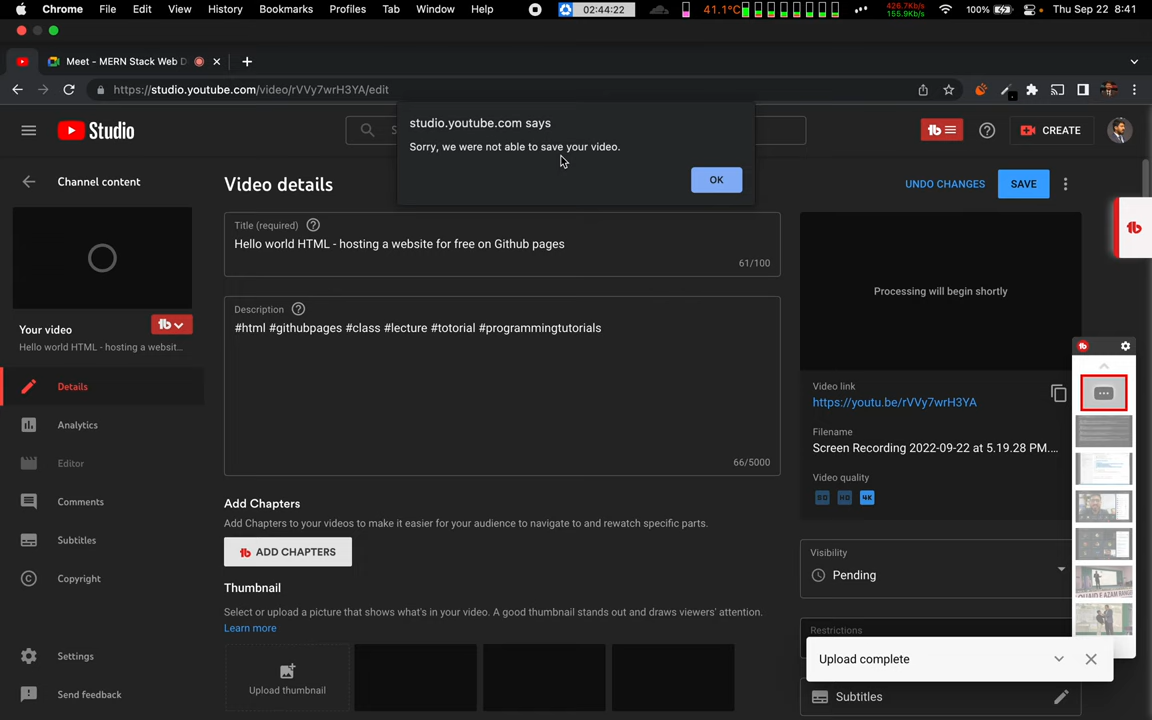 Chrome File Edit View History Bookmarks Profiles Tab Window Help 02:44:22 41.1°C 426.7Kb/s 155.9Kb/s 100% Thu Sep 22 8:41
Meet - MERN Stack Web D
https://studio.youtube.com/video/rVVy7wrH3YA/edit
studio.youtube.com says
Sorry, we were not able to save your video.
OK
Studio
S
CREATE
Channel content
Video details
UNDO CHANGES
SAVE
Title (required)
Hello world HTML - hosting a website for free on Github pages
61/100
Processing will begin shortly
Description
#html #githubpages #class #lecture #totorial #programmingtutorials
66/5000
Your video
Hello world HTML - hosting a websit...
Details
Analytics
Editor
Comments
Subtitles
Copyright
Settings
Send feedback
Video link
https://youtu.be/rVVy7wrH3YA
Filename
Screen Recording 2022-09-22 at 5.19.28 PM....
Video quality
SD HD 4K
Add Chapters
Add Chapters to your videos to make it easier for your audience to navigate to and rewatch specific parts.
ADD CHAPTERS
Thumbnail
Select or upload a picture that shows what's in your video. A good thumbnail stands out and draws viewers' attention.
Learn more
Upload thumbnail
Visibility
Pending
Restrictions
Upload complete
Subtitles